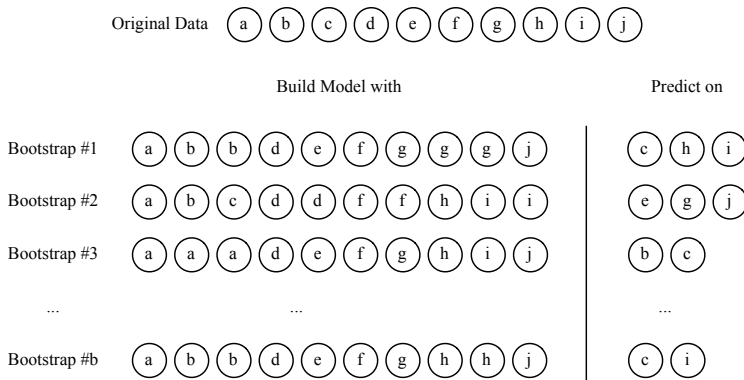 Original Data a b c d e f g h i j
Build Model with Predict on
Bootstrap #1 a b b d e f g g g j c h i
Bootstrap #2 a b c d d f f h i i e g j
Bootstrap #3 a a a d e f g h i j b c
... ... ...
Bootstrap #b a b b d e f g h h j c i